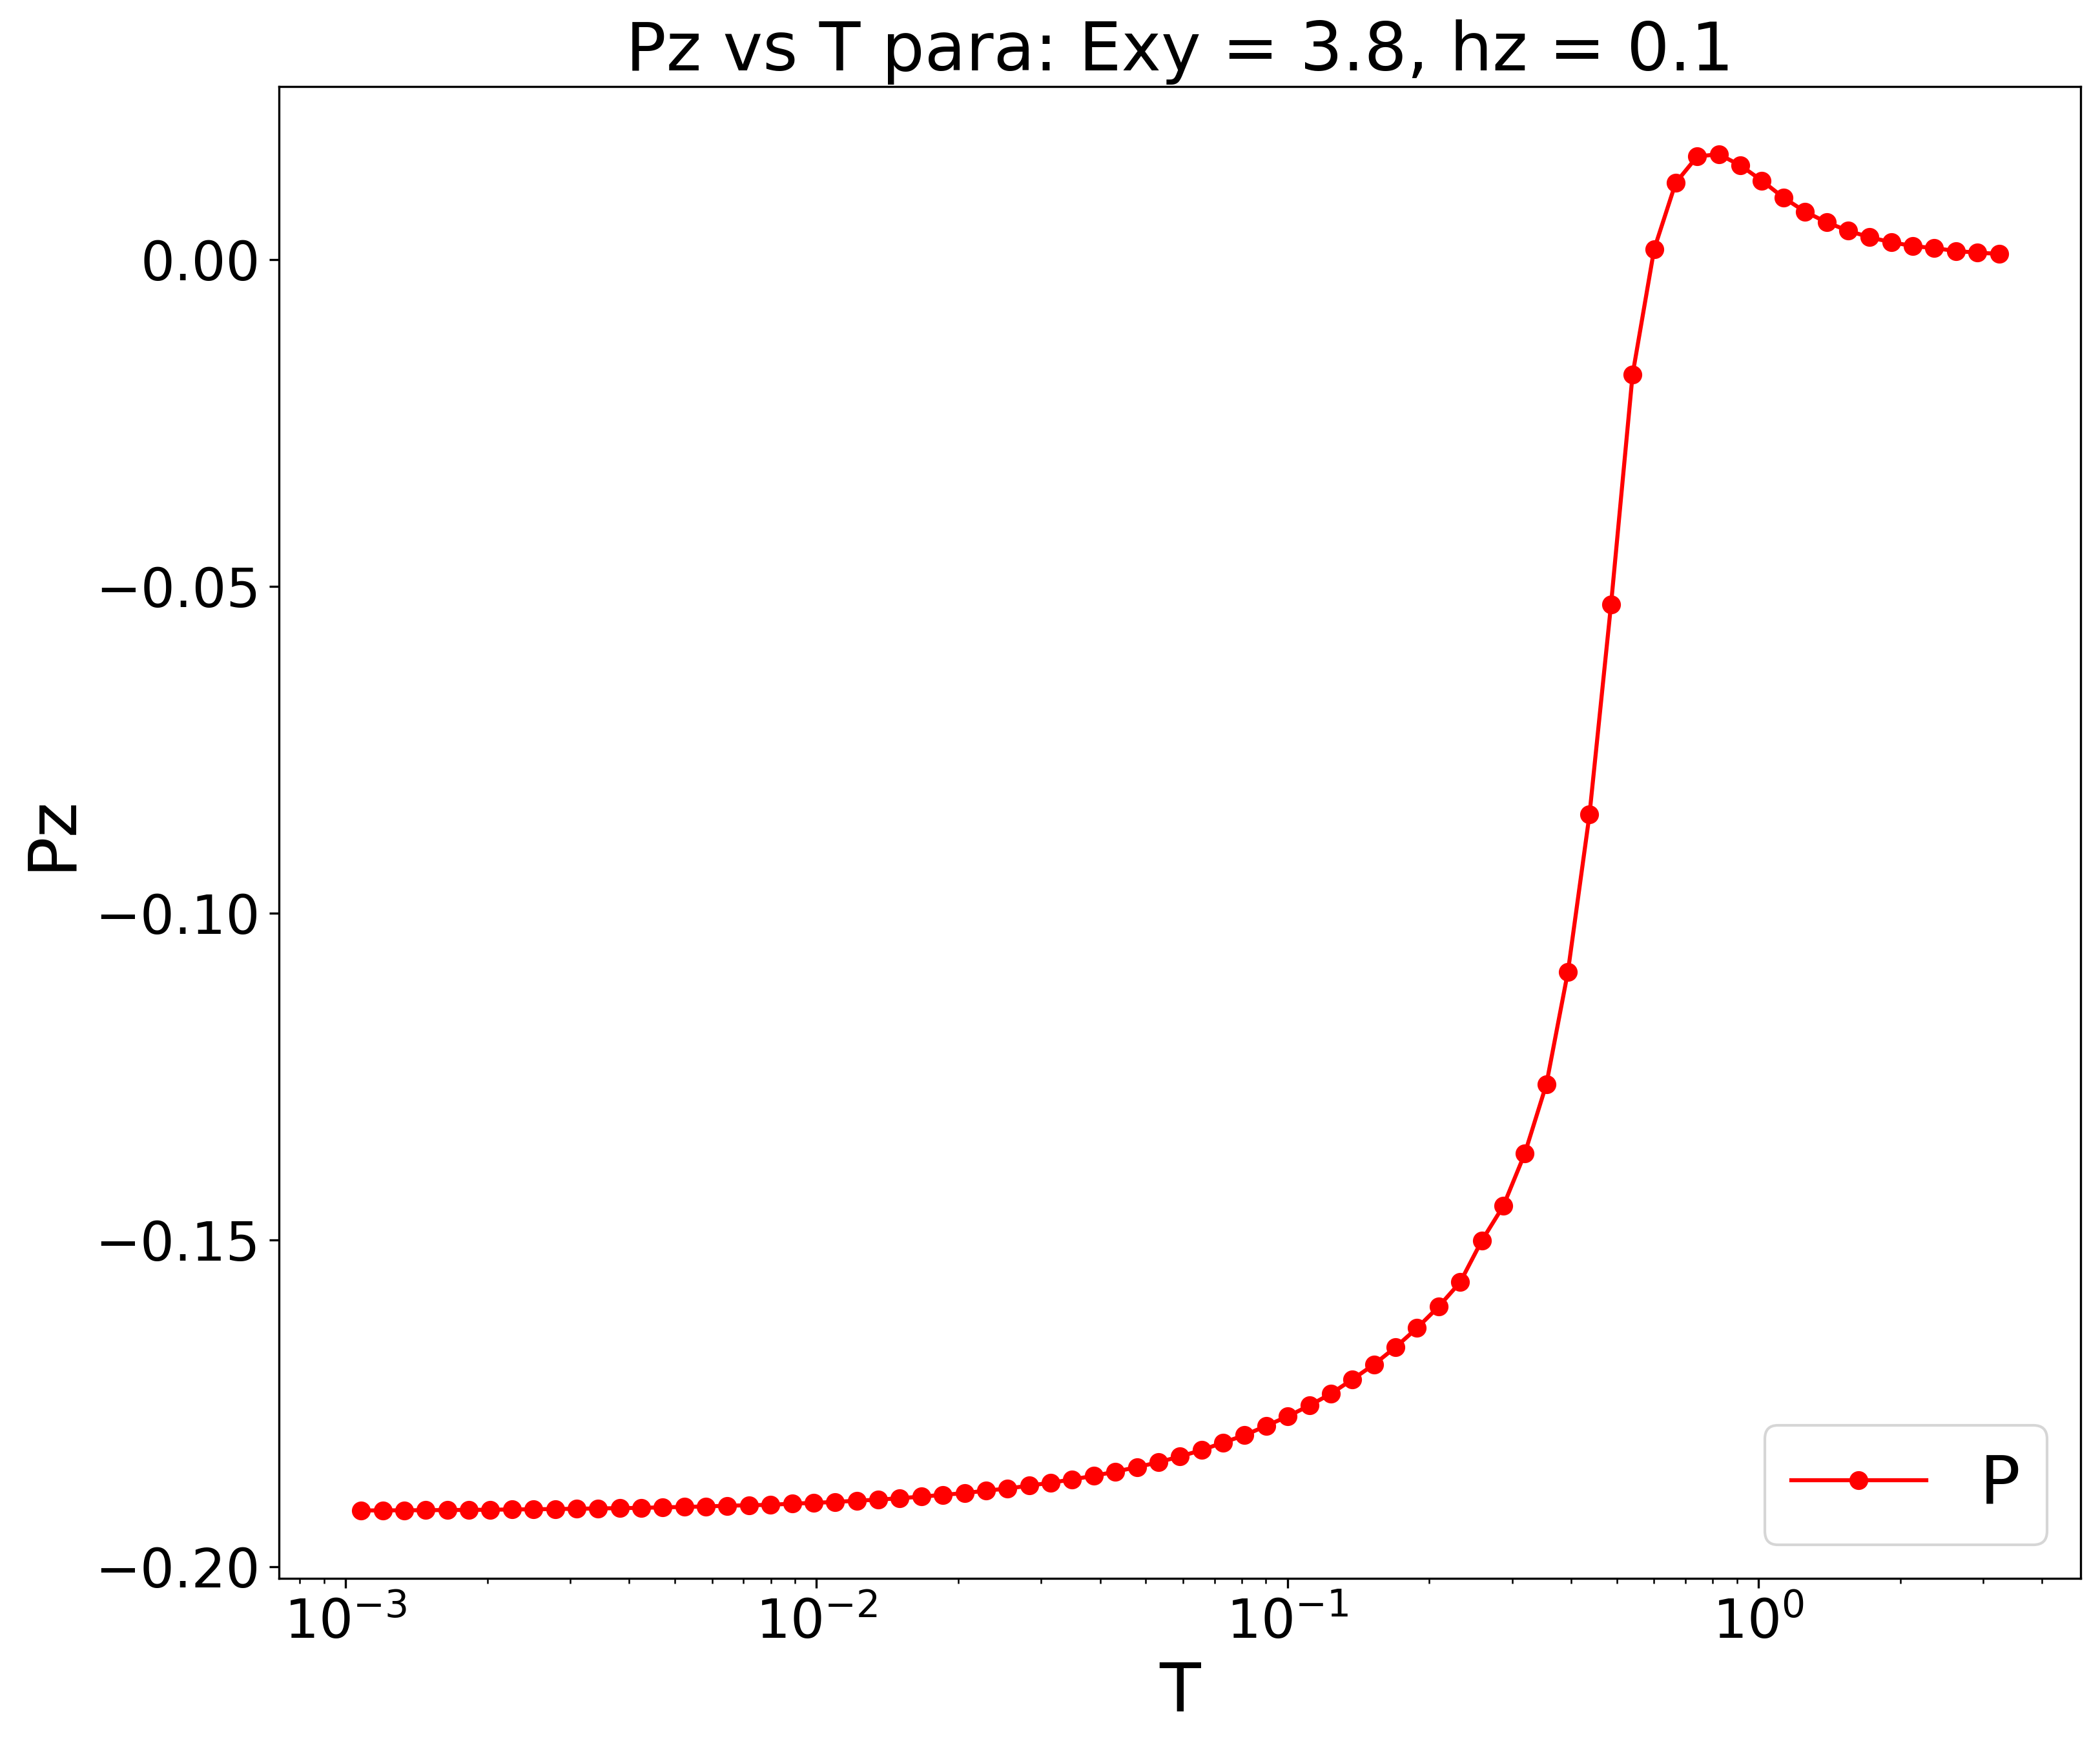 Pz vs T para: Exy = 3.8, hz = 0.1
0.00
−0.05
−0.10
−0.15
−0.20
Pz
P
10⁻³ 10⁻² 10⁻¹ 10⁰
T